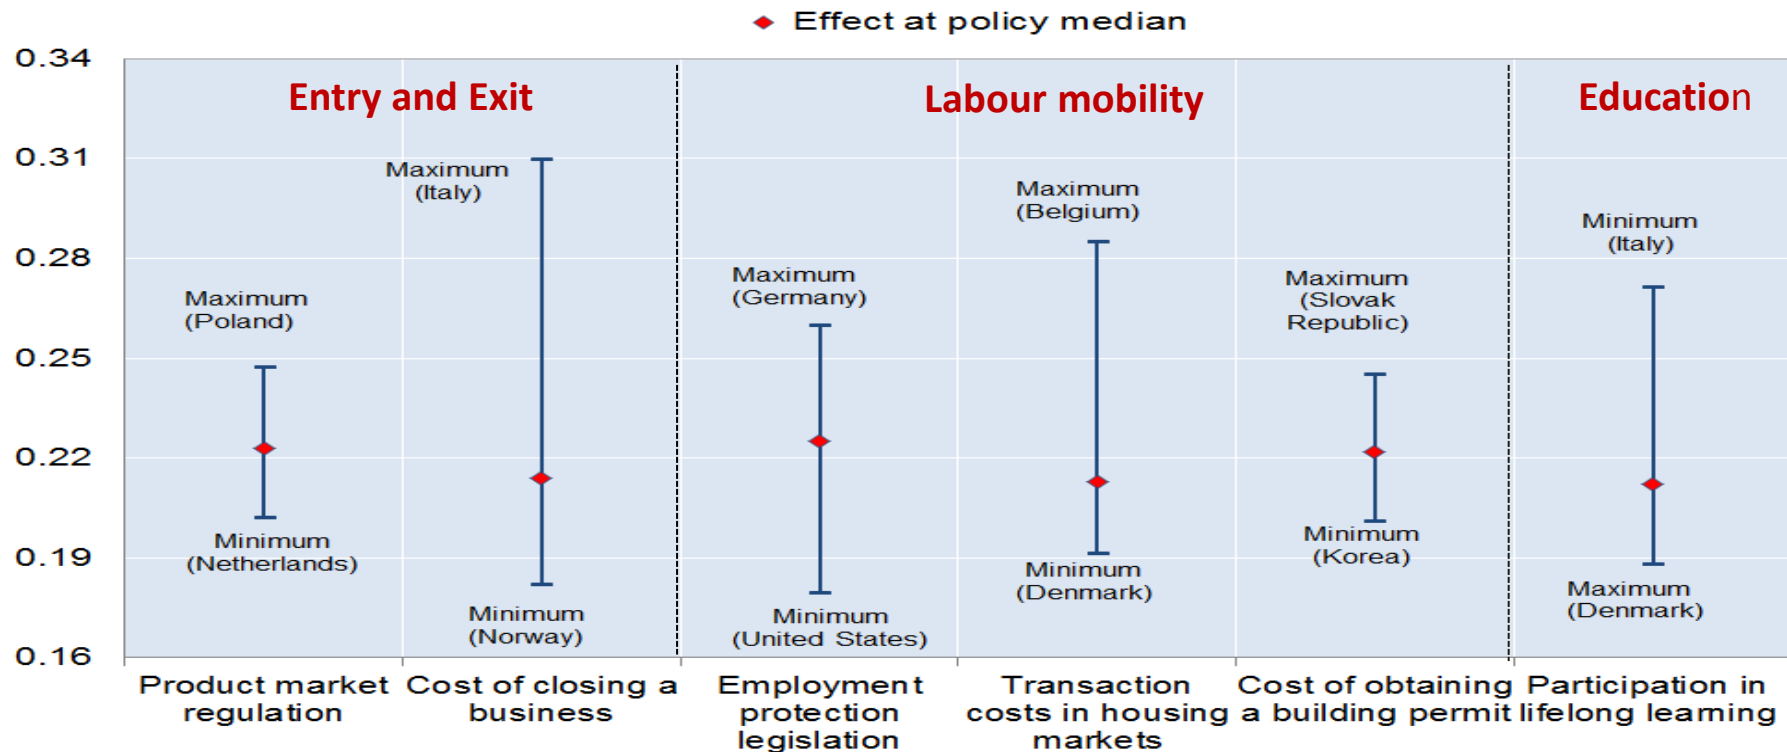 Effect at policy median
0.34
0.31
0.28
0.25
0.22
0.19
0.16
Entry and Exit
Labour mobility
Education
Maximum
(Poland)
Minimum
(Netherlands)
Maximum
(Italy)
Minimum
(Norway)
Maximum
(Germany)
Minimum
(United States)
Maximum
(Belgium)
Minimum
(Denmark)
Maximum
(Slovak
Republic)
Minimum
(Korea)
Minimum
(Italy)
Maximum
(Denmark)
Product market
regulation
Cost of closing a
business
Employment
protection
legislation
Transaction
costs in housing
markets
Cost of obtaining
a building permit
Participation in
lifelong learning